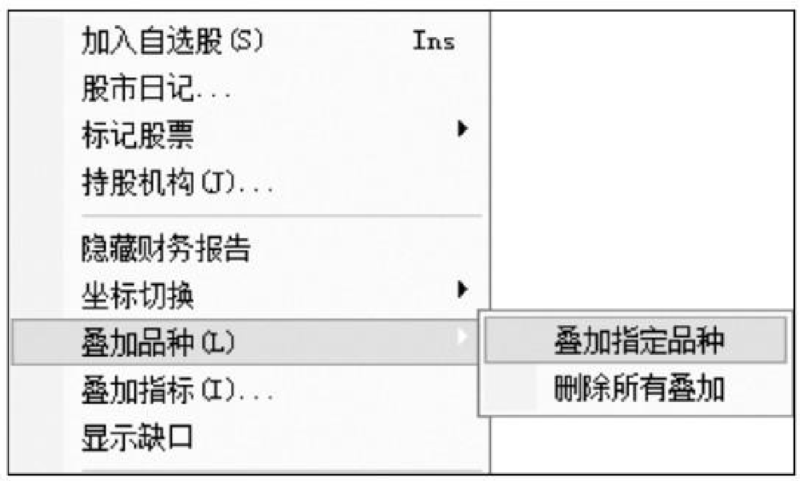 加入自选股(S) Ins
股市日记...
标记股票
持股机构(J)...
隐藏财务报告
坐标切换
叠加品种(L)
叠加指定品种
叠加指标(I)...
删除所有叠加
显示缺口